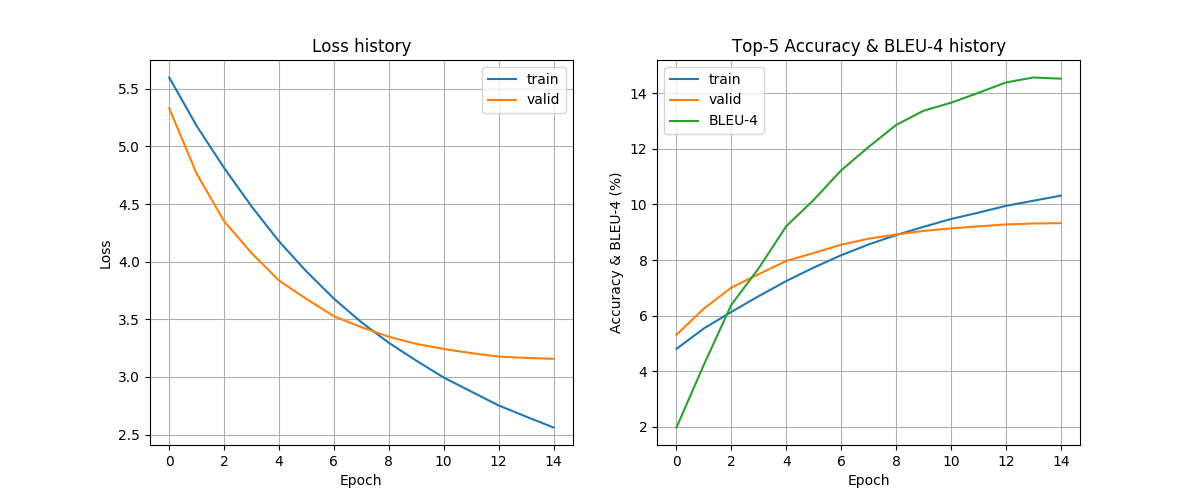 Loss history
train
valid
Loss
5.5
5.0
4.5
4.0
3.5
3.0
2.5
0 2 4 6 8 10 12 14
Epoch
Top-5 Accuracy & BLEU-4 history
train
valid
BLEU-4
Accuracy & BLEU-4 (%)
14
12
10
8
6
4
2
0 2 4 6 8 10 12 14
Epoch